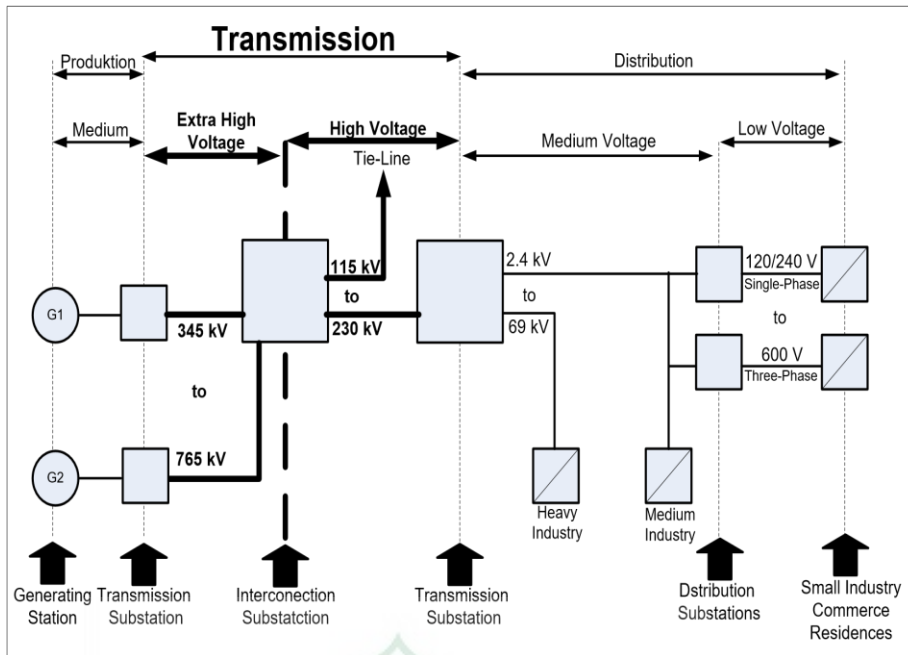 Transmission
Produktion
Distribution
Medium
Extra High
Voltage
High Voltage
Medium Voltage
Low Voltage
Tie-Line
115 kV
to
230 kV
2.4 kV
to
69 kV
120/240 V
Single-Phase
to
600 V
Three-Phase
G1
345 kV
to
G2
765 kV
Heavy
Industry
Medium
Industry
Generating
Station
Transmission
Substation
Interconection
Substatction
Transmission
Substation
Dstribution
Substations
Small Industry
Commerce
Residences